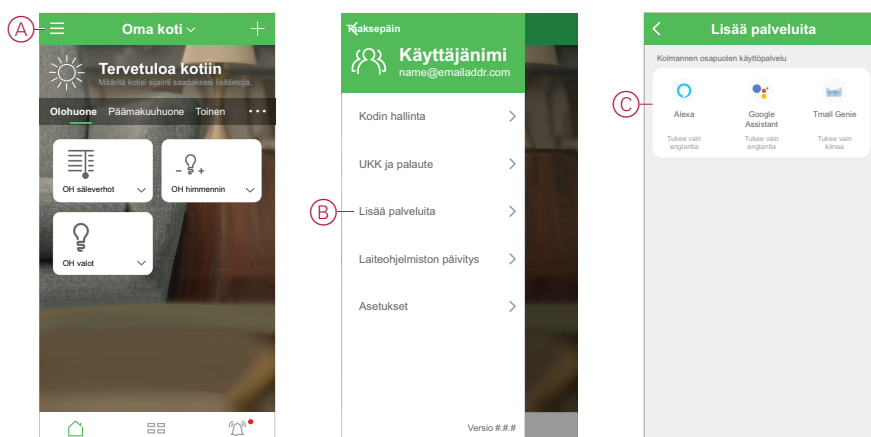 A
Oma koti
Tervetuloa kotiin
Määritä kotisi sijainti saadaksesi lisätietoja.
Olohuone Päämakuuhuone Toinen
OH säleverhot
OH himmennin
OH valot
Taaksepäin
Käyttäjänimi
name@emailaddr.com
Kodin hallinta
UKK ja palaute
B
Lisää palveluita
Laiteohjelmiston päivitys
Asetukset
Versio #.#.#
Lisää palveluita
Kolmannen osapuolen käyttöpalvelu
C
Alexa
Google
Assistant
Tmall Genie
Tukee vain
englantia
Tukee vain
englantia
Tukee vain
kiinaa